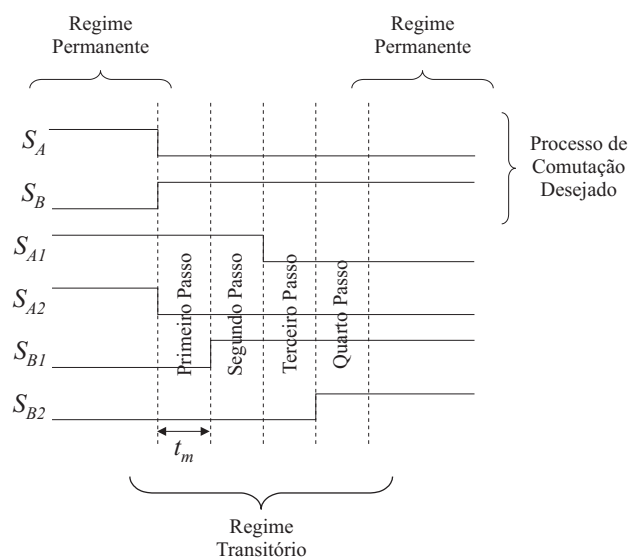 Regime
Permanente
Regime
Permanente
S_A
S_B
Processo de
Comutação
Desejado
S_A1
S_A2
S_B1
S_B2
Primeiro Passo
Segundo Passo
Terceiro Passo
Quarto Passo
t_m
Regime
Transitório